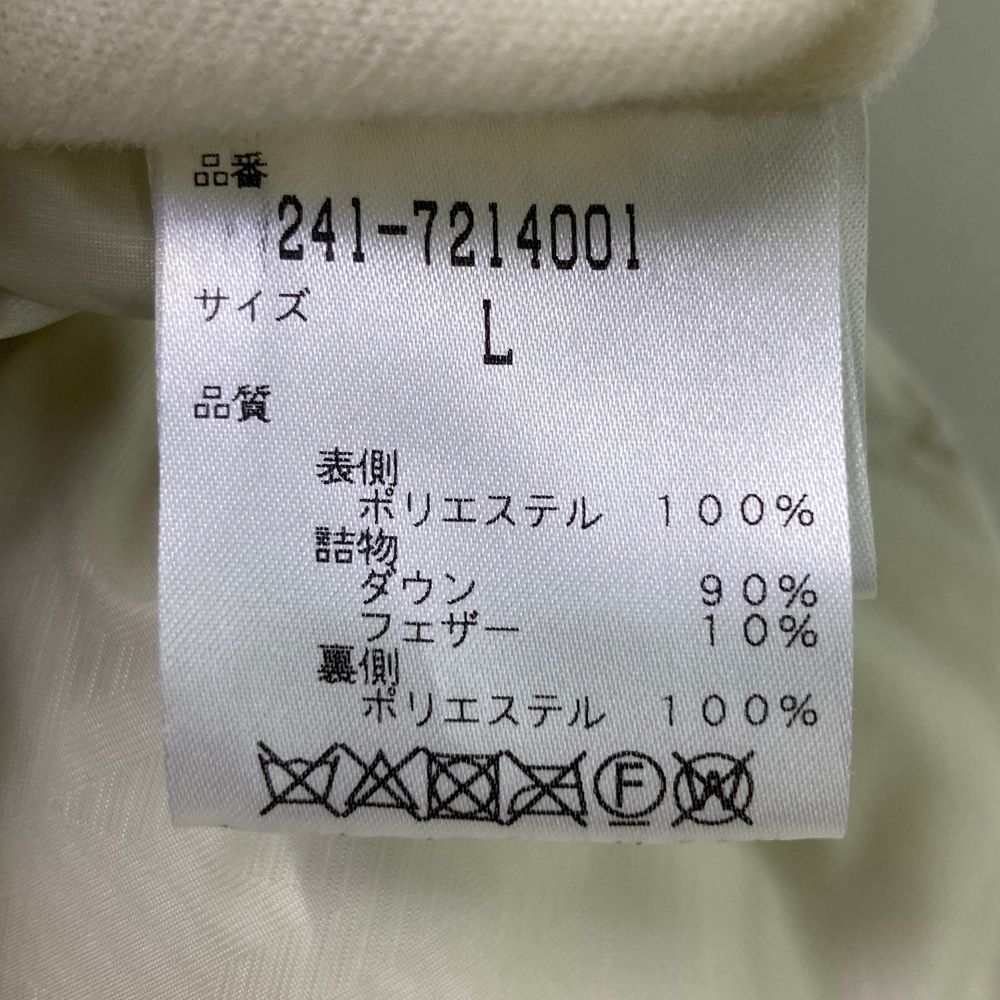 品番
241-7214001
サイズ
L
品質
表側
ポリエステル 100%
詰物
ダウン 90%
フェザー 10%
裏側
ポリエステル 100%
F W